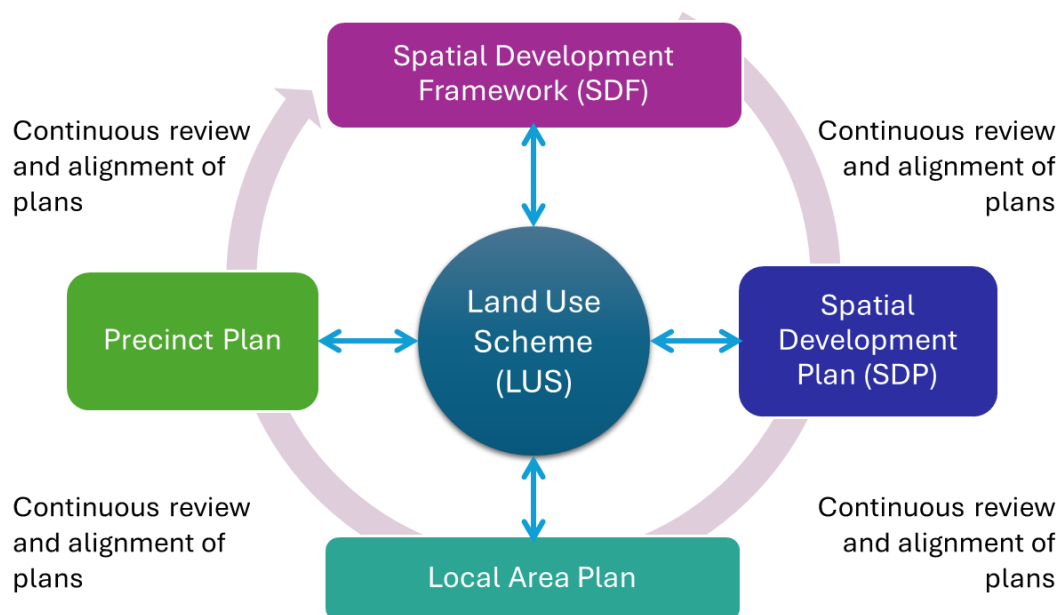 Spatial Development
Framework (SDF)
Continuous review
and alignment of
plans
Continuous review
and alignment of
plans
Precinct Plan
Land Use
Scheme
(LUS)
Spatial
Development
Plan (SDP)
Continuous review
and alignment of
plans
Continuous review
and alignment of
plans
Local Area Plan